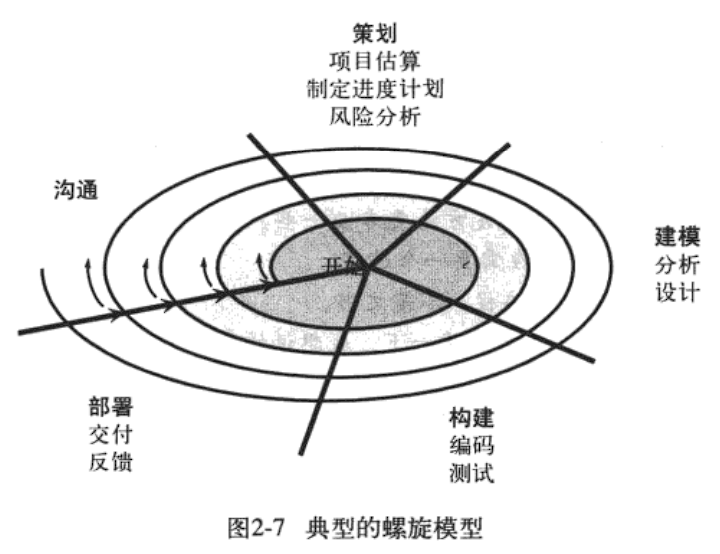 策划
项目估算
制定进度计划
风险分析
沟通
开始
建模
分析
设计
部署
交付
反馈
构建
编码
测试
图2-7 典型的螺旋模型